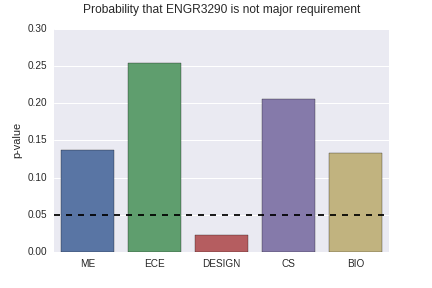 Probability that ENGR3290 is not major requirement
0.30
0.25
0.20
0.15
0.10
0.05
0.00
p-value
ME ECE DESIGN CS BIO